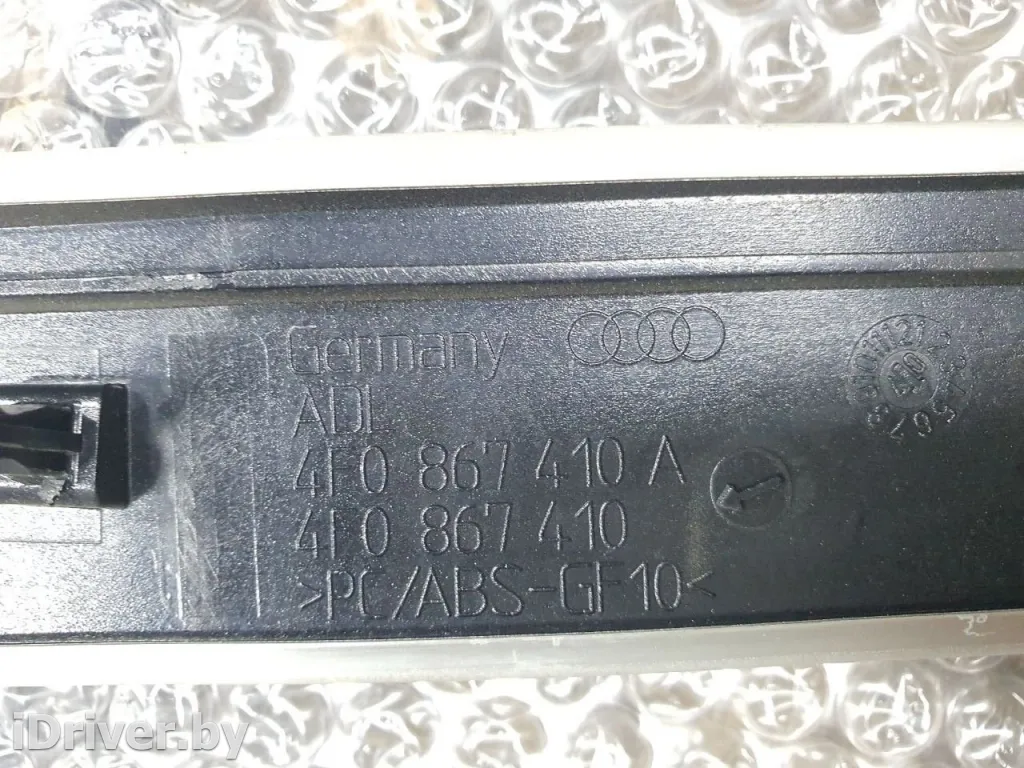 Germany
ADL
4F0 867 410 A
4F0 867 410
>PC/ABS-GF10<
iDriver.by